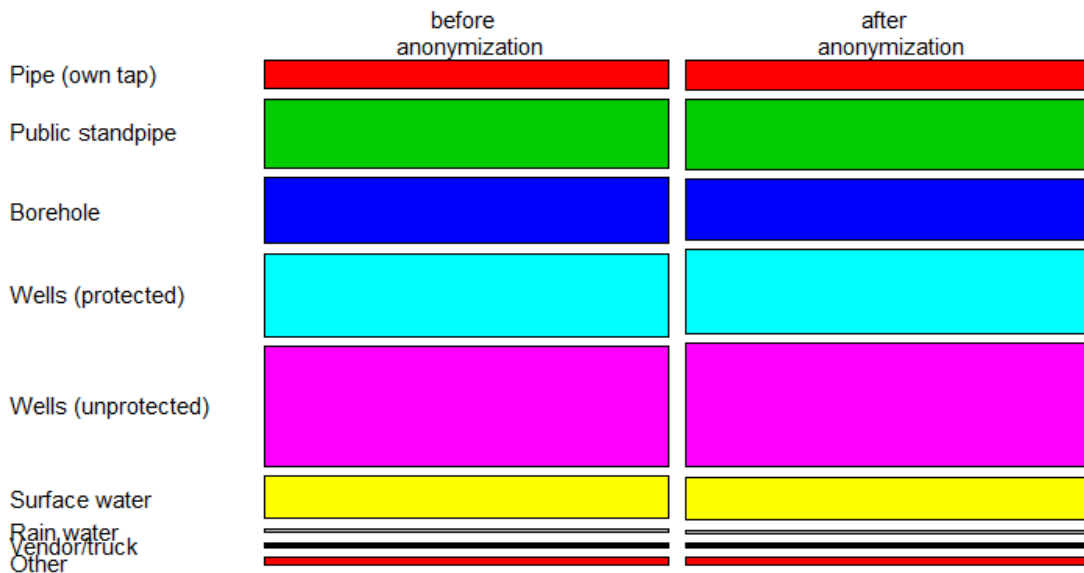 before
anonymization
after
anonymization
Pipe (own tap)
Public standpipe
Borehole
Wells (protected)
Wells (unprotected)
Surface water
Rain water
Vendor/truck
Other